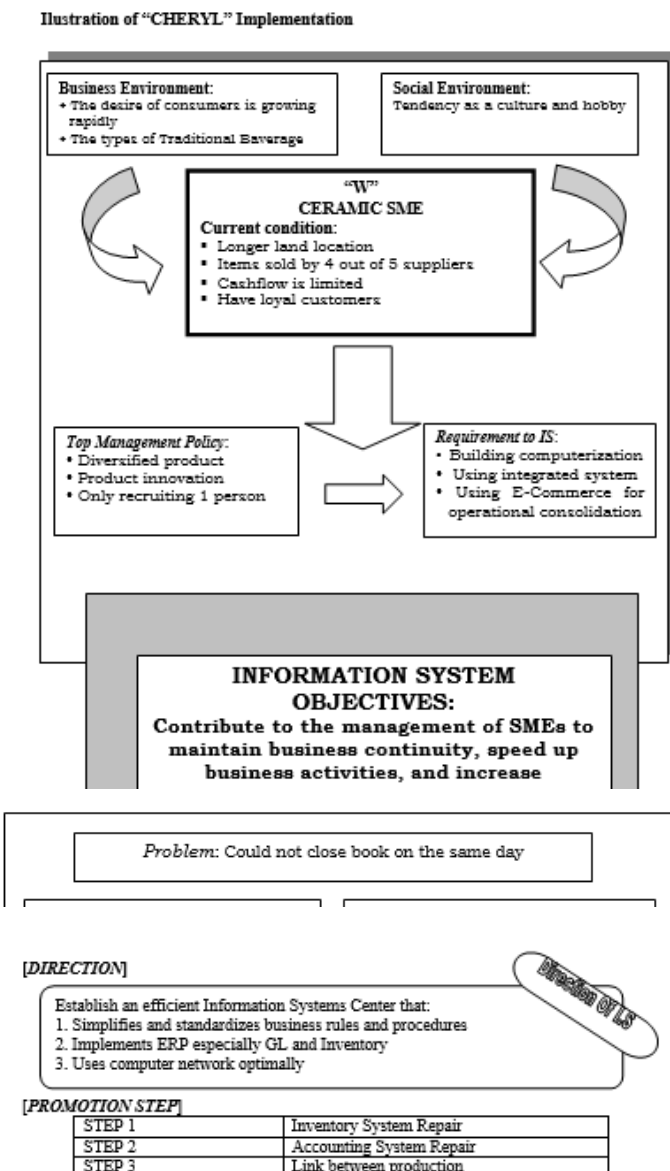 Ilustration of “CHERYL” Implementation
Business Environment:
+ The desire of consumers is growing
rapidly
+ The types of Traditional Baverage
Social Environment:
Tendency as a culture and hobby
“W”
CERAMIC SME
Current condition:
▪ Longer land location
▪ Items sold by 4 out of 5 suppliers
▪ Cashflow is limited
▪ Have loyal customers
Top Management Policy:
• Diversified product
• Product innovation
• Only recruiting 1 person
Requirement to IS:
• Building computerization
• Using integrated system
• Using E-Commerce for
operational consolidation
INFORMATION SYSTEM
OBJECTIVES:
Contribute to the management of SMEs to
maintain business continuity, speed up
business activities, and increase
Problem: Could not close book on the same day
[DIRECTION]
Direction Of I.S
Establish an efficient Information Systems Center that:
1. Simplifies and standardizes business rules and procedures
2. Implements ERP especially GL and Inventory
3. Uses computer network optimally
[PROMOTION STEP]
STEP 1 Inventory System Repair
STEP 2 Accounting System Repair
STEP 3 Link between production